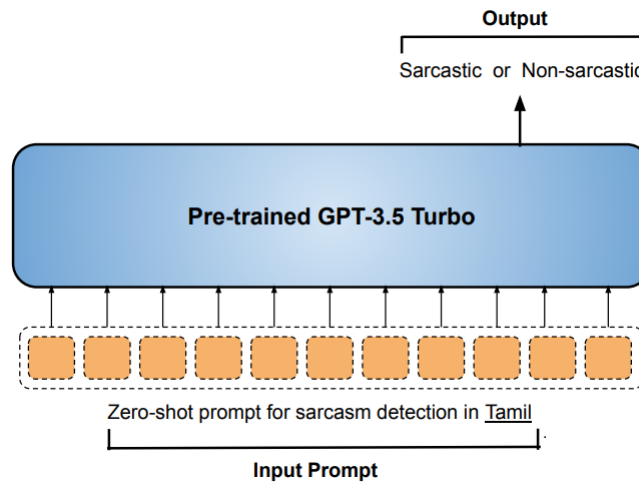 Output
Sarcastic or Non-sarcastic
Pre-trained GPT-3.5 Turbo
Zero-shot prompt for sarcasm detection in Tamil
Input Prompt